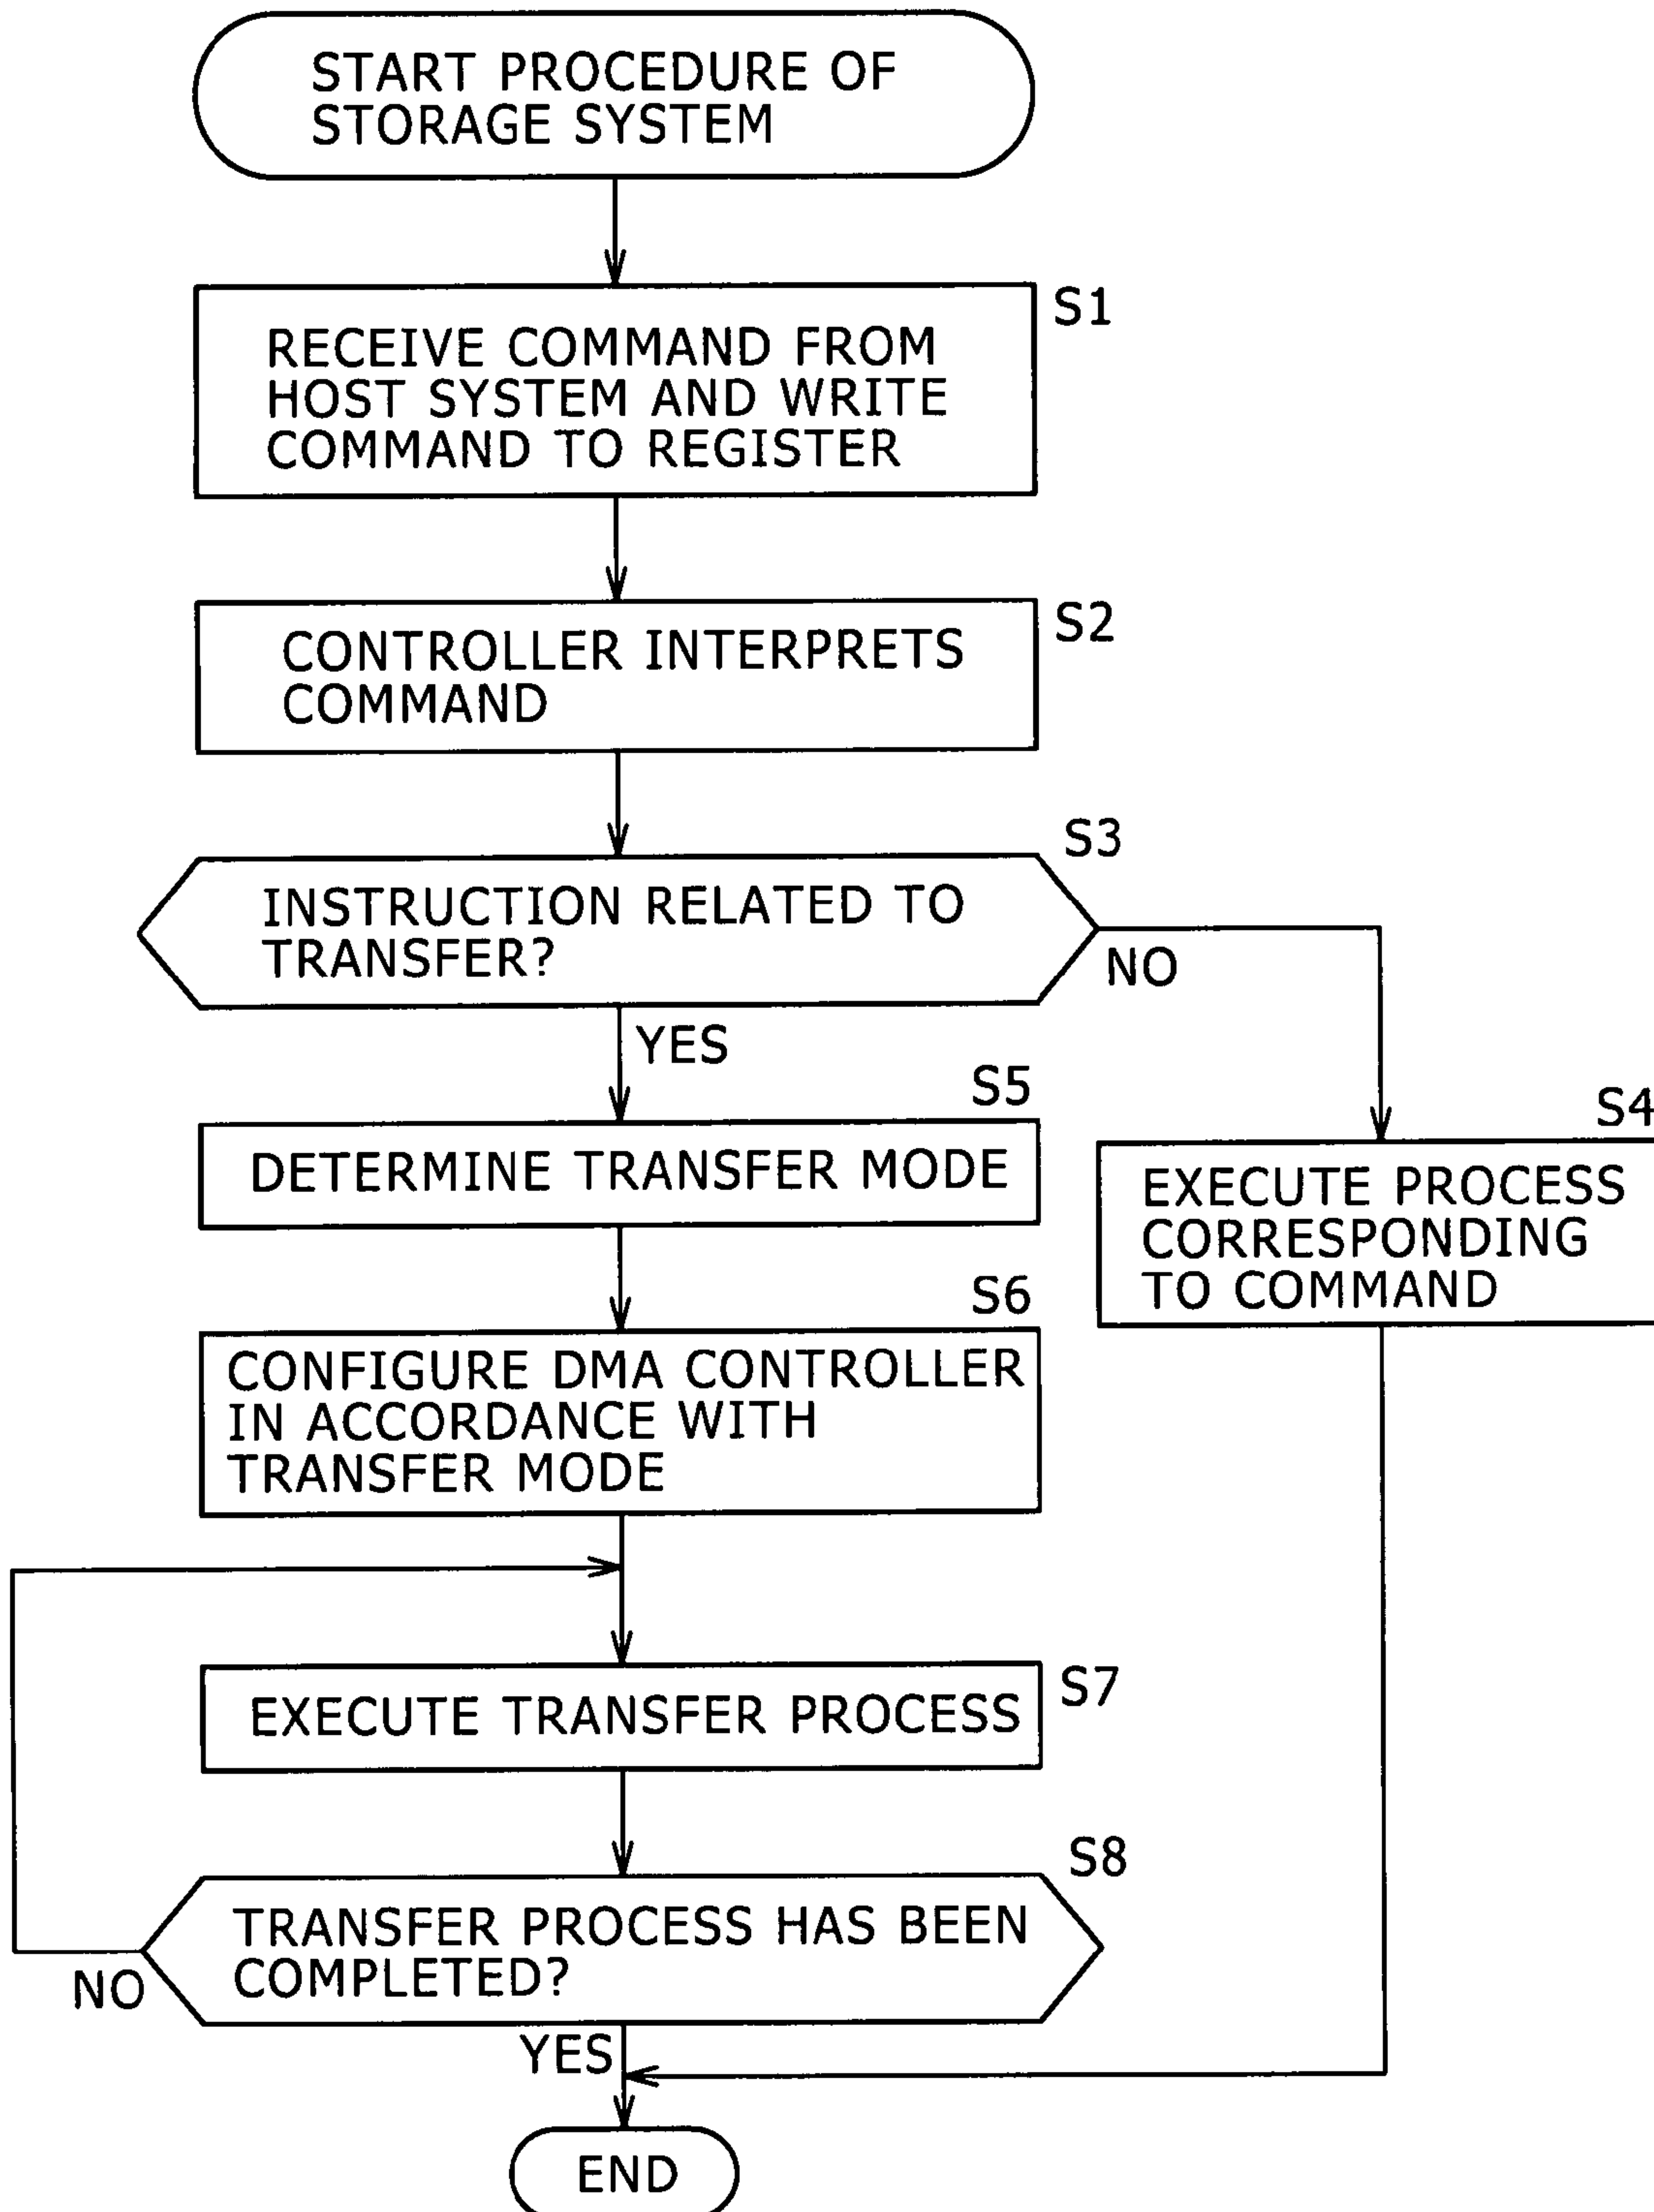 START PROCEDURE OF
STORAGE SYSTEM
S1
RECEIVE COMMAND FROM
HOST SYSTEM AND WRITE
COMMAND TO REGISTER
S2
CONTROLLER INTERPRETS
COMMAND
S3
INSTRUCTION RELATED TO
TRANSFER?
NO
YES
S5
DETERMINE TRANSFER MODE
S4
EXECUTE PROCESS
CORRESPONDING
TO COMMAND
S6
CONFIGURE DMA CONTROLLER
IN ACCORDANCE WITH
TRANSFER MODE
S7
EXECUTE TRANSFER PROCESS
S8
TRANSFER PROCESS HAS BEEN
COMPLETED?
NO
YES
END